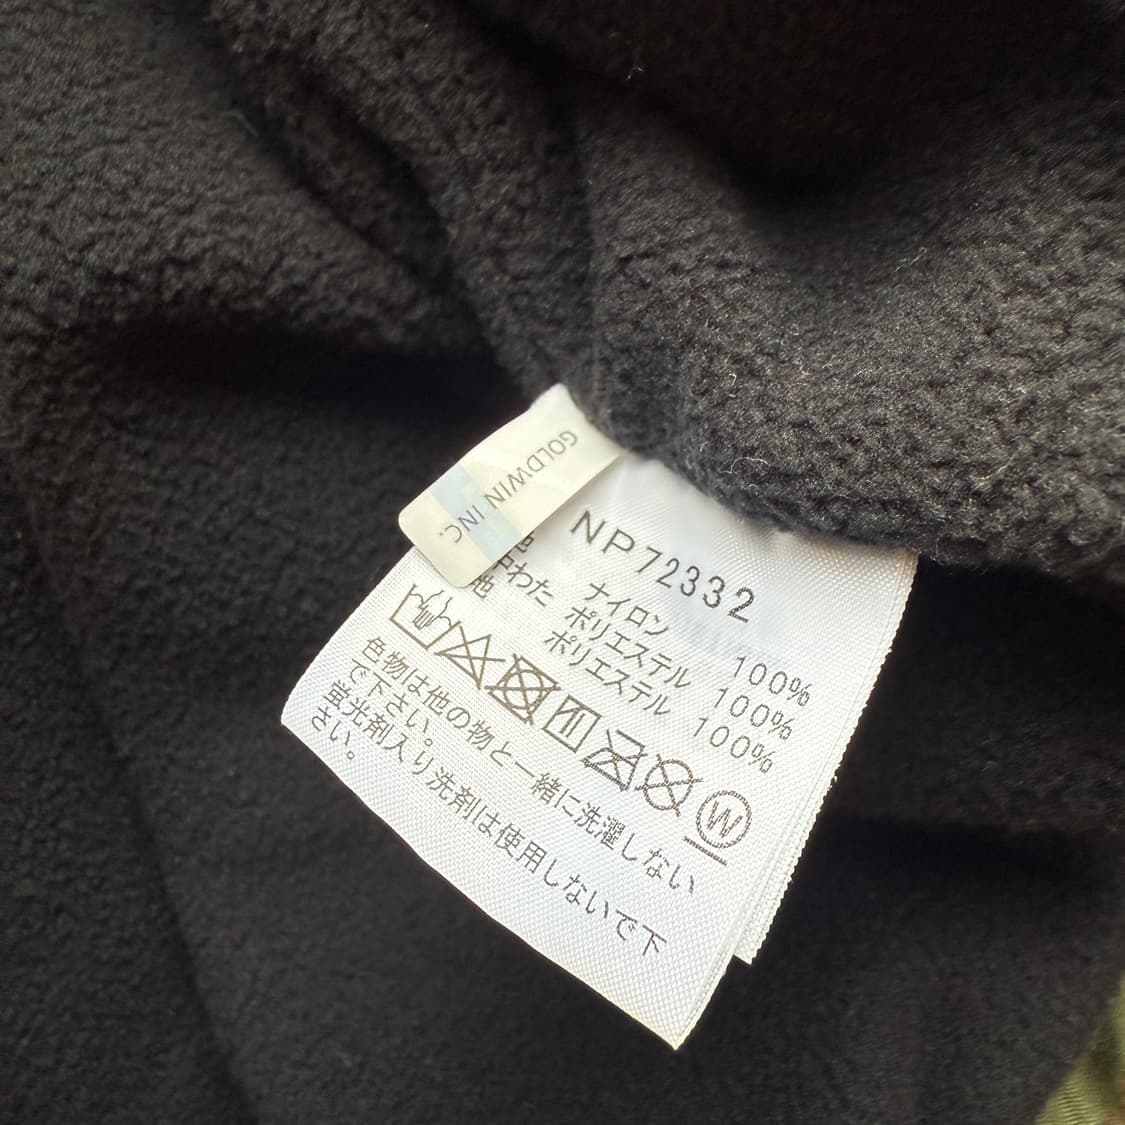 GOLDWIN INC.
NP72332
ナイロン 100%
中わた ポリエステル 100%
地 ポリエステル 100%
W
色物は他の物と一緒に洗濯しない
で下さい。
蛍光剤入り洗剤は使用しないで下
さい。